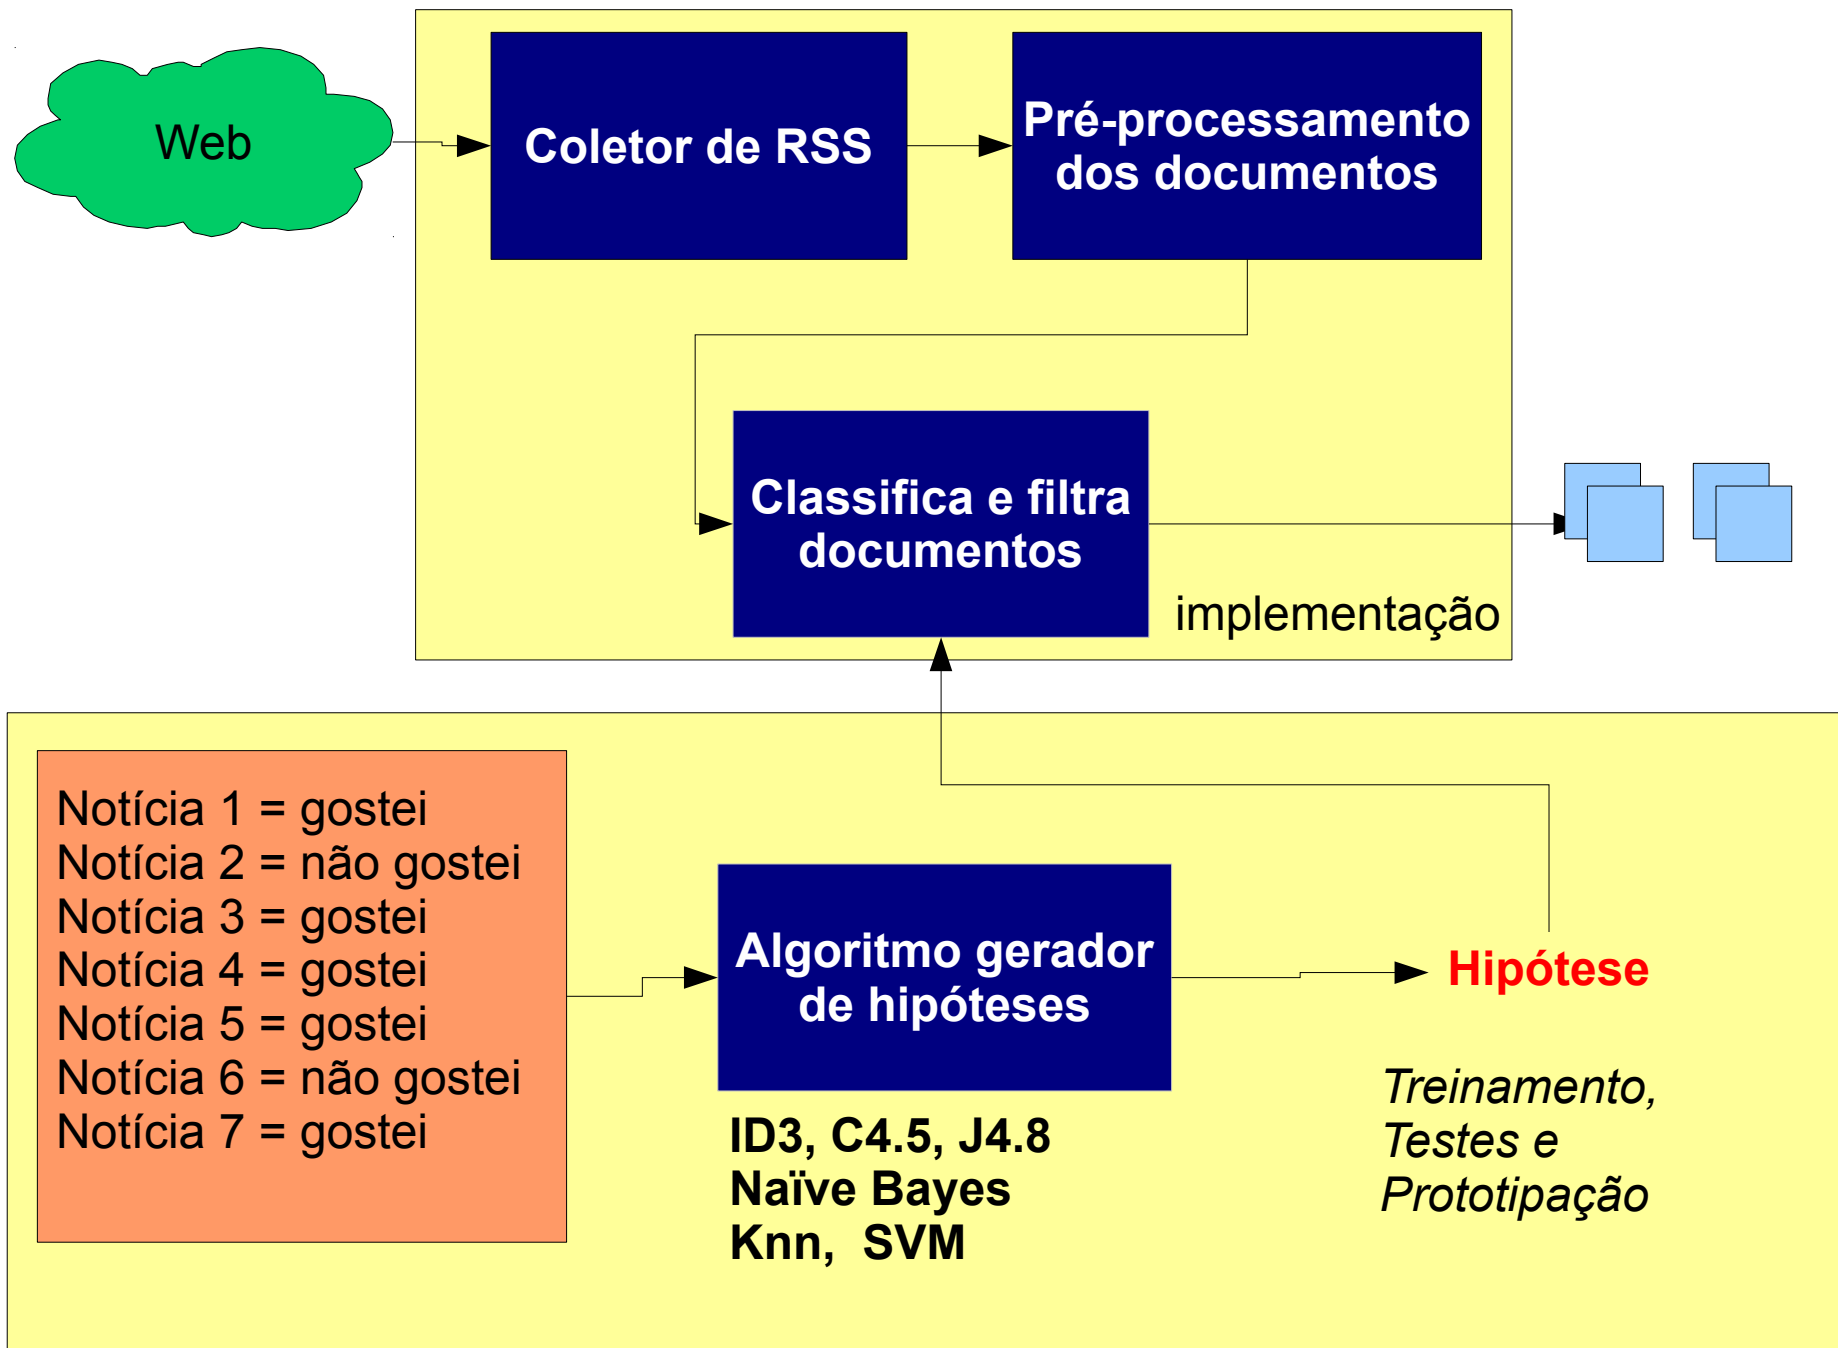 Web
Coletor de RSS
Pré-processamento
dos documentos
Classifica e filtra
documentos
implementação
Notícia 1 = gostei
Notícia 2 = não gostei
Notícia 3 = gostei
Notícia 4 = gostei
Notícia 5 = gostei
Notícia 6 = não gostei
Notícia 7 = gostei
Algoritmo gerador
de hipóteses
ID3, C4.5, J4.8
Naïve Bayes
Knn,  SVM
Hipótese
Treinamento,
Testes e
Prototipação